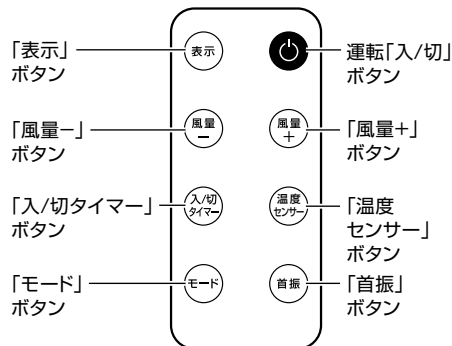 「表示」
ボタン
表示
運転「入/切」
ボタン
「風量−」
ボタン
風量
−
風量
+
「風量+」
ボタン
「入/切タイマー」
ボタン
入/切
タイマー
温度
センサー
「温度
センサー」
ボタン
「モード」
ボタン
モード
首振
「首振」
ボタン